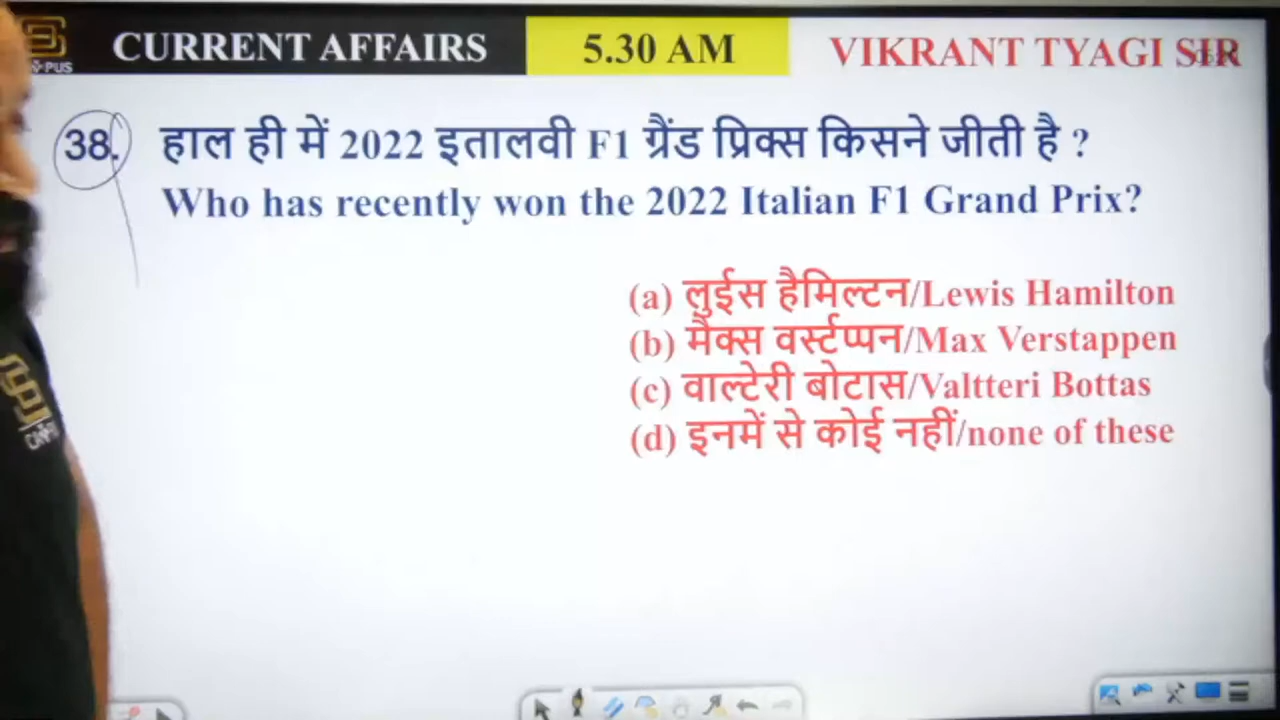 CURRENT AFFAIRS
5.30 AM
VIKRANT TYAGI SIR
38. हाल ही में 2022 इतालवी F1 ग्रैंड प्रिक्स किसने जीती है ?
Who has recently won the 2022 Italian F1 Grand Prix?
(a) लुईस हैमिल्टन/Lewis Hamilton
(b) मैक्स वर्स्टप्पन/Max Verstappen
(c) वाल्टेरी बोटास/Valtteri Bottas
(d) इनमें से कोई नहीं/none of these